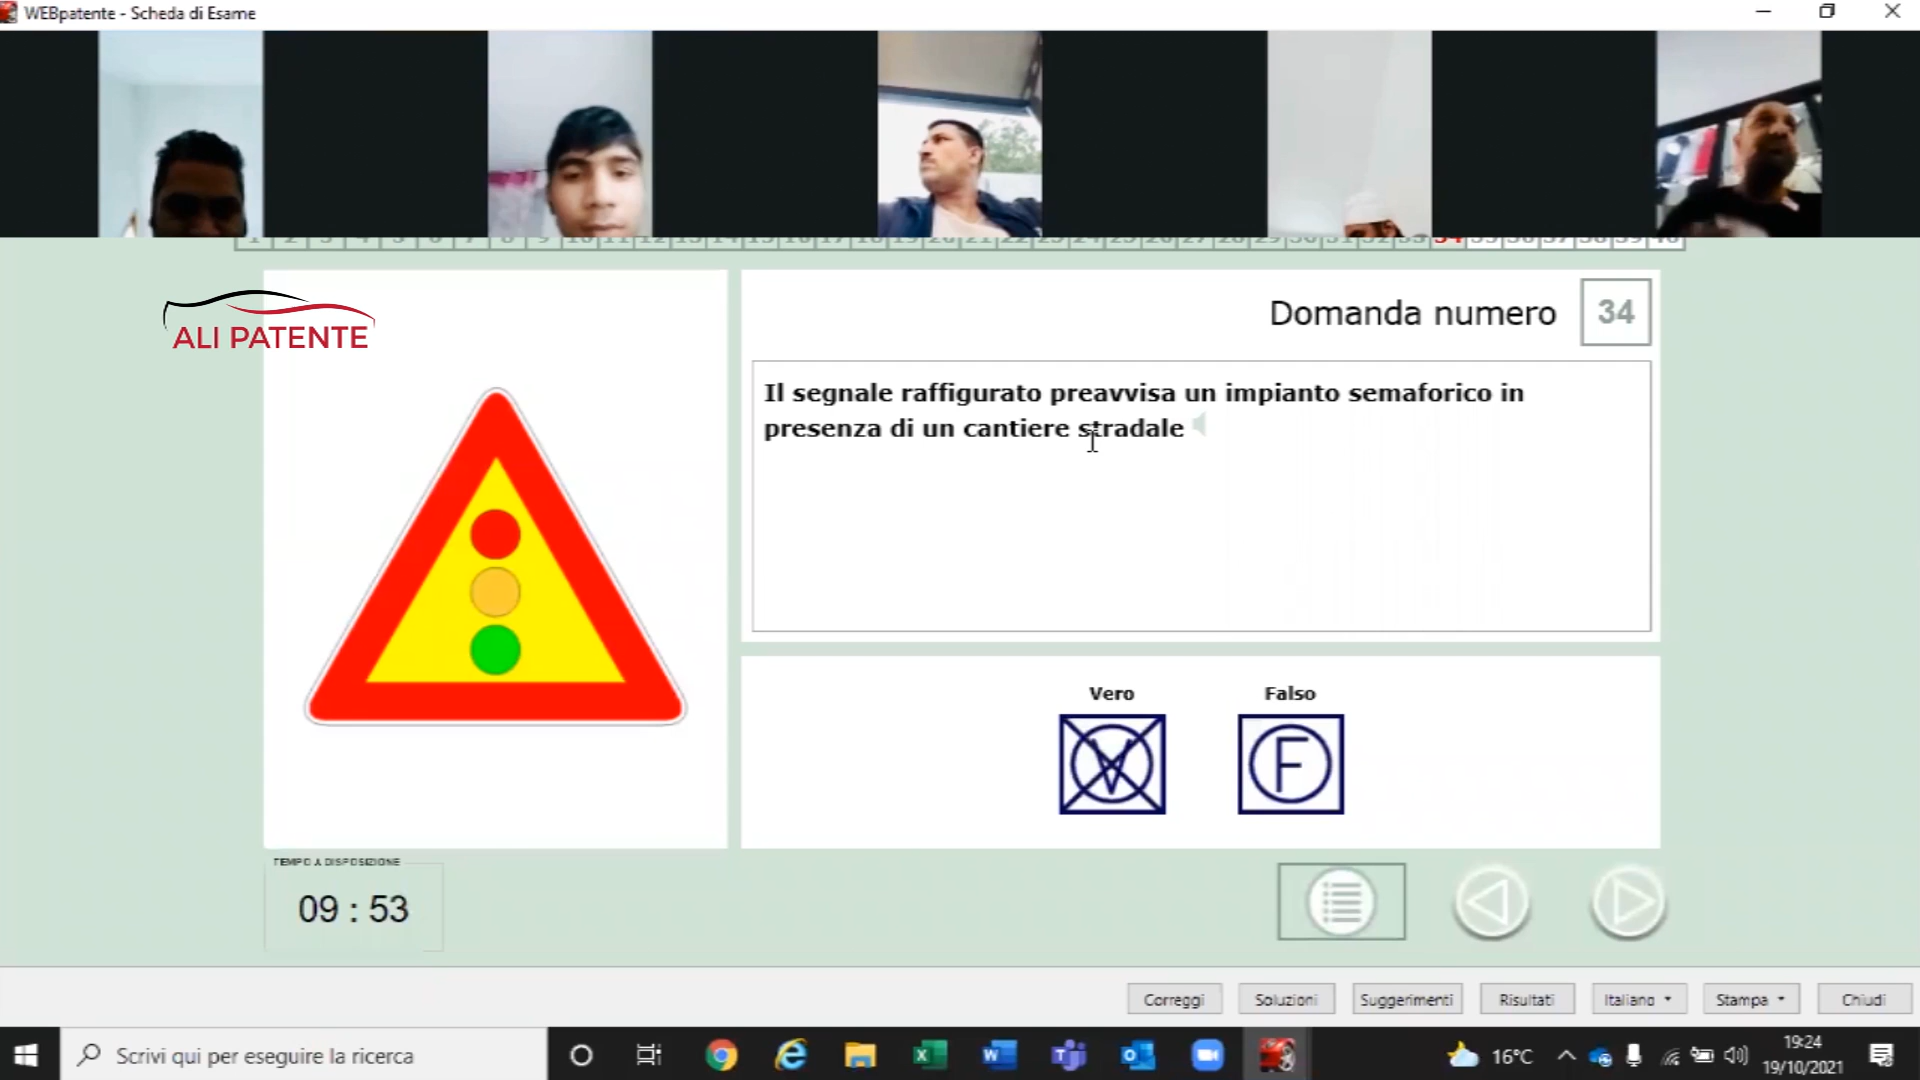 WEBpatente - Scheda di Esame
ALI PATENTE
Domanda numero 34
Il segnale raffigurato preavvisa un impianto semaforico in
presenza di un cantiere stradale
Vero Falso
V F
TEMPO A DISPOSIZIONE
09 : 53
Correggi Soluzioni Suggerimenti Risultati Italiano Stampa Chiudi
Scrivi qui per eseguire la ricerca
16°C
19:24
19/10/2021